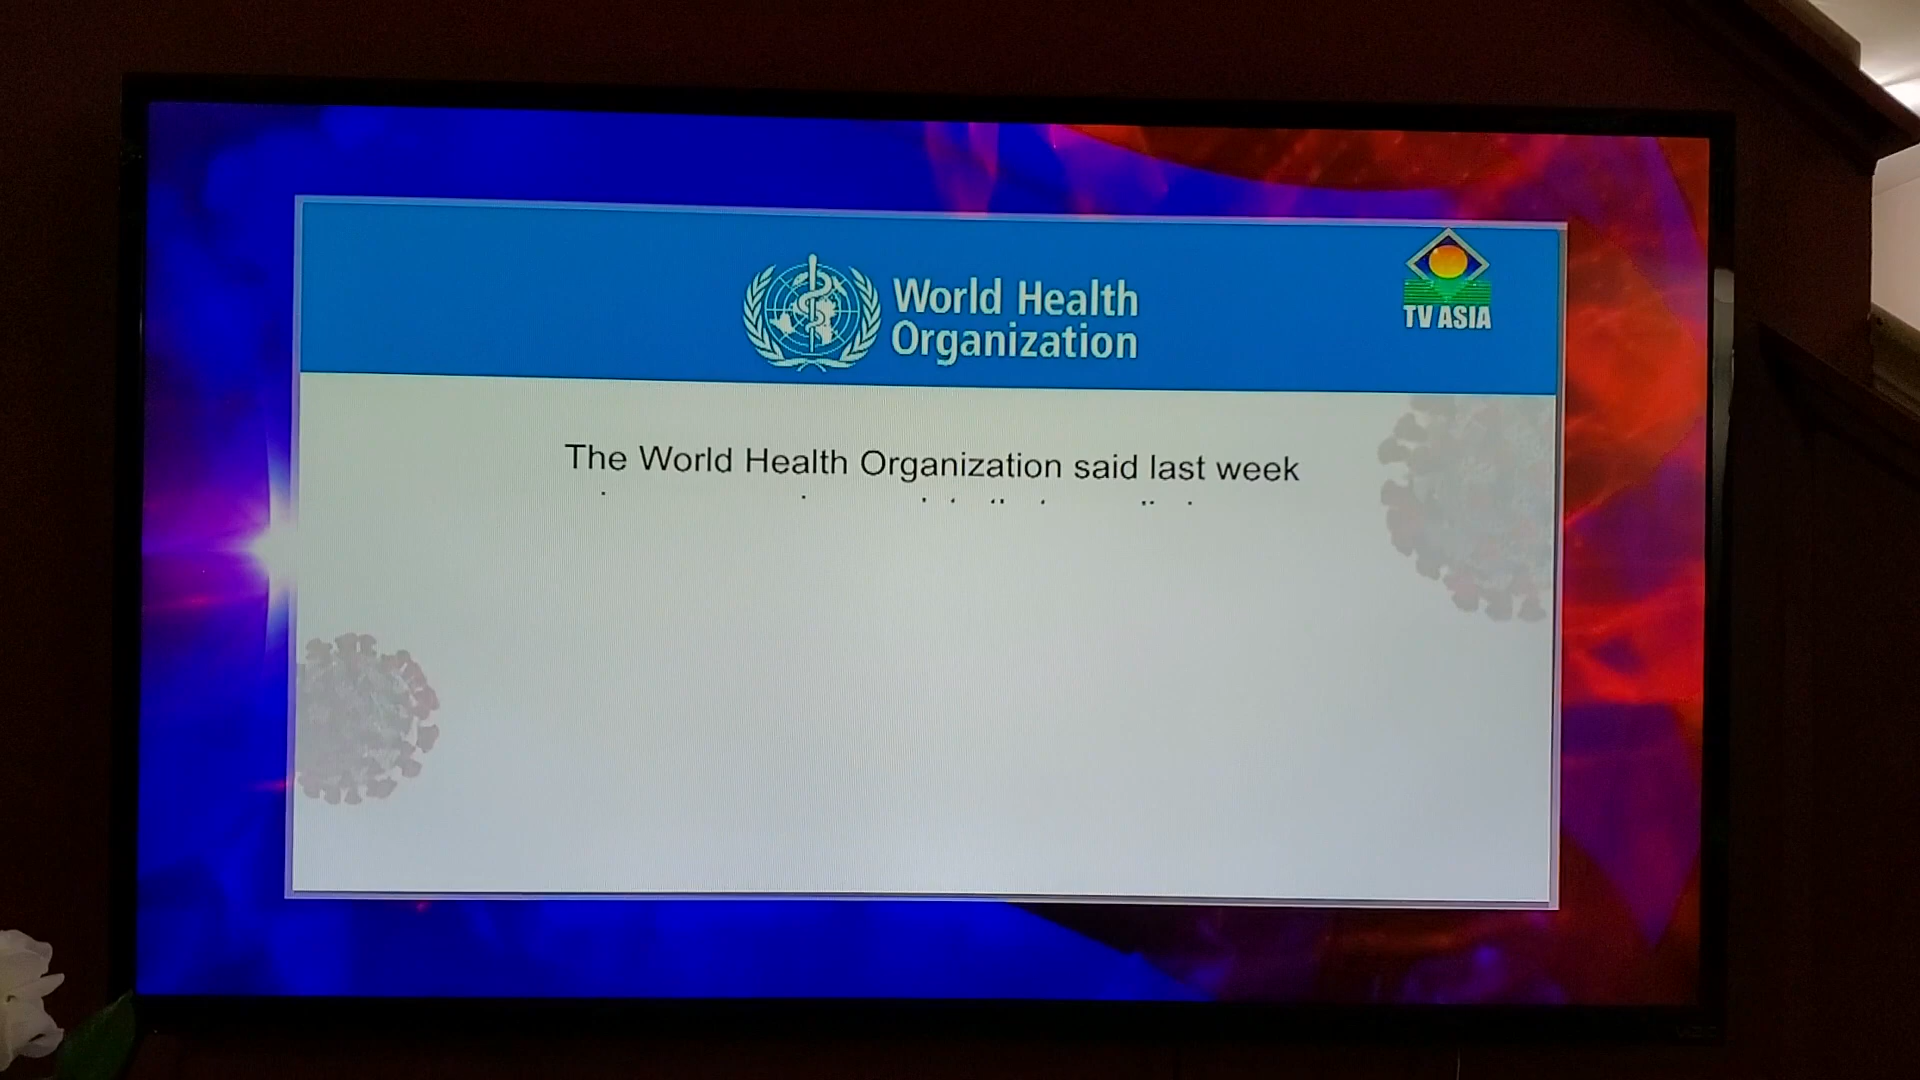 World Health
Organization
TV ASIA
The World Health Organization said last week